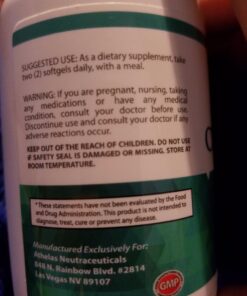 SUGGESTED USE: As a dietary supplement, take
two (2) softgels daily, with a meal.
WARNING: If you are pregnant, nursing, taking
any medications or have any medical
condition, consult your doctor before use.
Discontinue use and consult your doctor if any
adverse reactions occur.
KEEP OUT OF THE REACH OF CHILDREN. DO NOT USE
IF SAFETY SEAL IS DAMAGED OR MISSING. STORE AT
ROOM TEMPERATURE.
*These statements have not been evaluated by the Food
and Drug Administration. This product is not intended to
diagnose, treat, cure or prevent any disease.
Manufactured Exclusively For:
Athelas Neutraceuticals
848 N. Rainbow Blvd. #2814
Las Vegas NV 89107
GMP